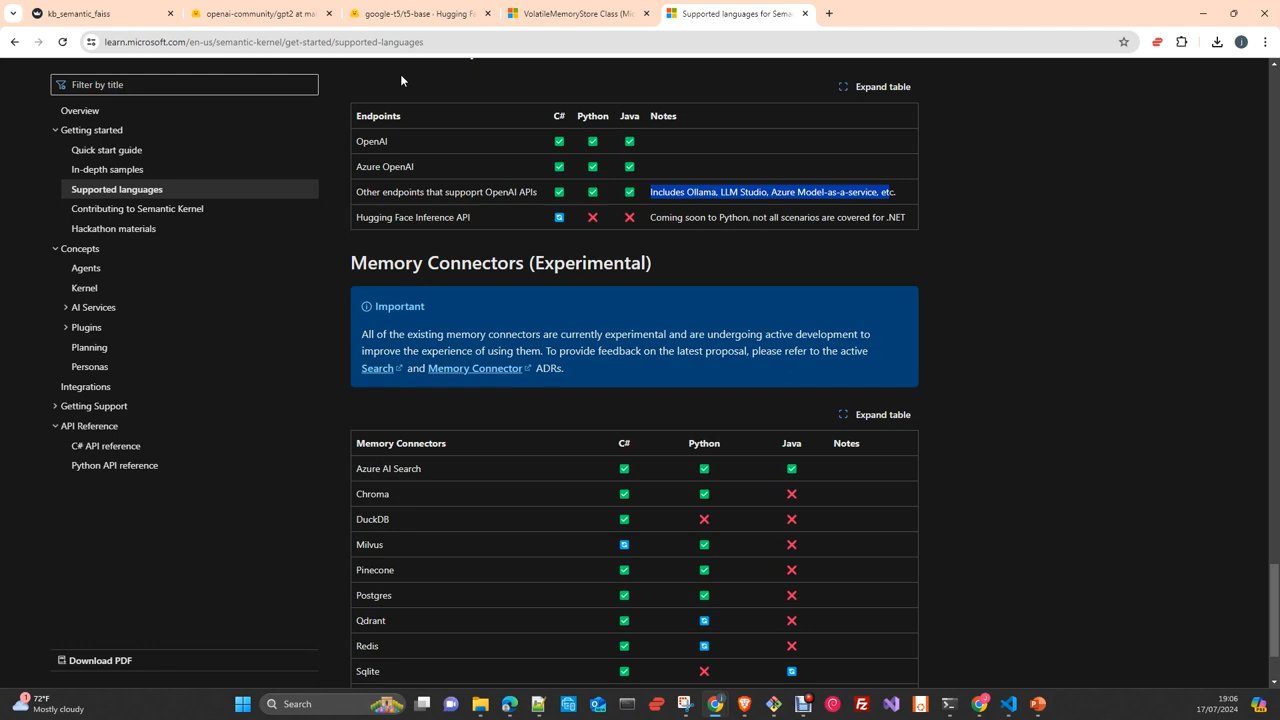 kb_semantic_faiss
openai-community/gpt2 at ma
google-t5/t5-base · Hugging Fa
VolatileMemoryStore Class (Mi
Supported languages for Sema
learn.microsoft.com/en-us/semantic-kernel/get-started/supported-languages
Filter by title
Overview
Getting started
Quick start guide
In-depth samples
Supported languages
Contributing to Semantic Kernel
Hackathon materials
Concepts
Agents
Kernel
AI Services
Plugins
Planning
Personas
Integrations
Getting Support
API Reference
C# API reference
Python API reference
Download PDF
Expand table
Endpoints C# Python Java Notes
OpenAI
Azure OpenAI
Other endpoints that suppoprt OpenAI APIs Includes Ollama, LLM Studio, Azure Model-as-a-service, etc.
Hugging Face Inference API Coming soon to Python, not all scenarios are covered for .NET
Memory Connectors (Experimental)
Important
All of the existing memory connectors are currently experimental and are undergoing active development to
improve the experience of using them. To provide feedback on the latest proposal, please refer to the active
Search and Memory Connector ADRs.
Expand table
Memory Connectors C# Python Java Notes
Azure AI Search
Chroma
DuckDB
Milvus
Pinecone
Postgres
Qdrant
Redis
Sqlite
72°F
Mostly cloudy
Search
19:06
17/07/2024